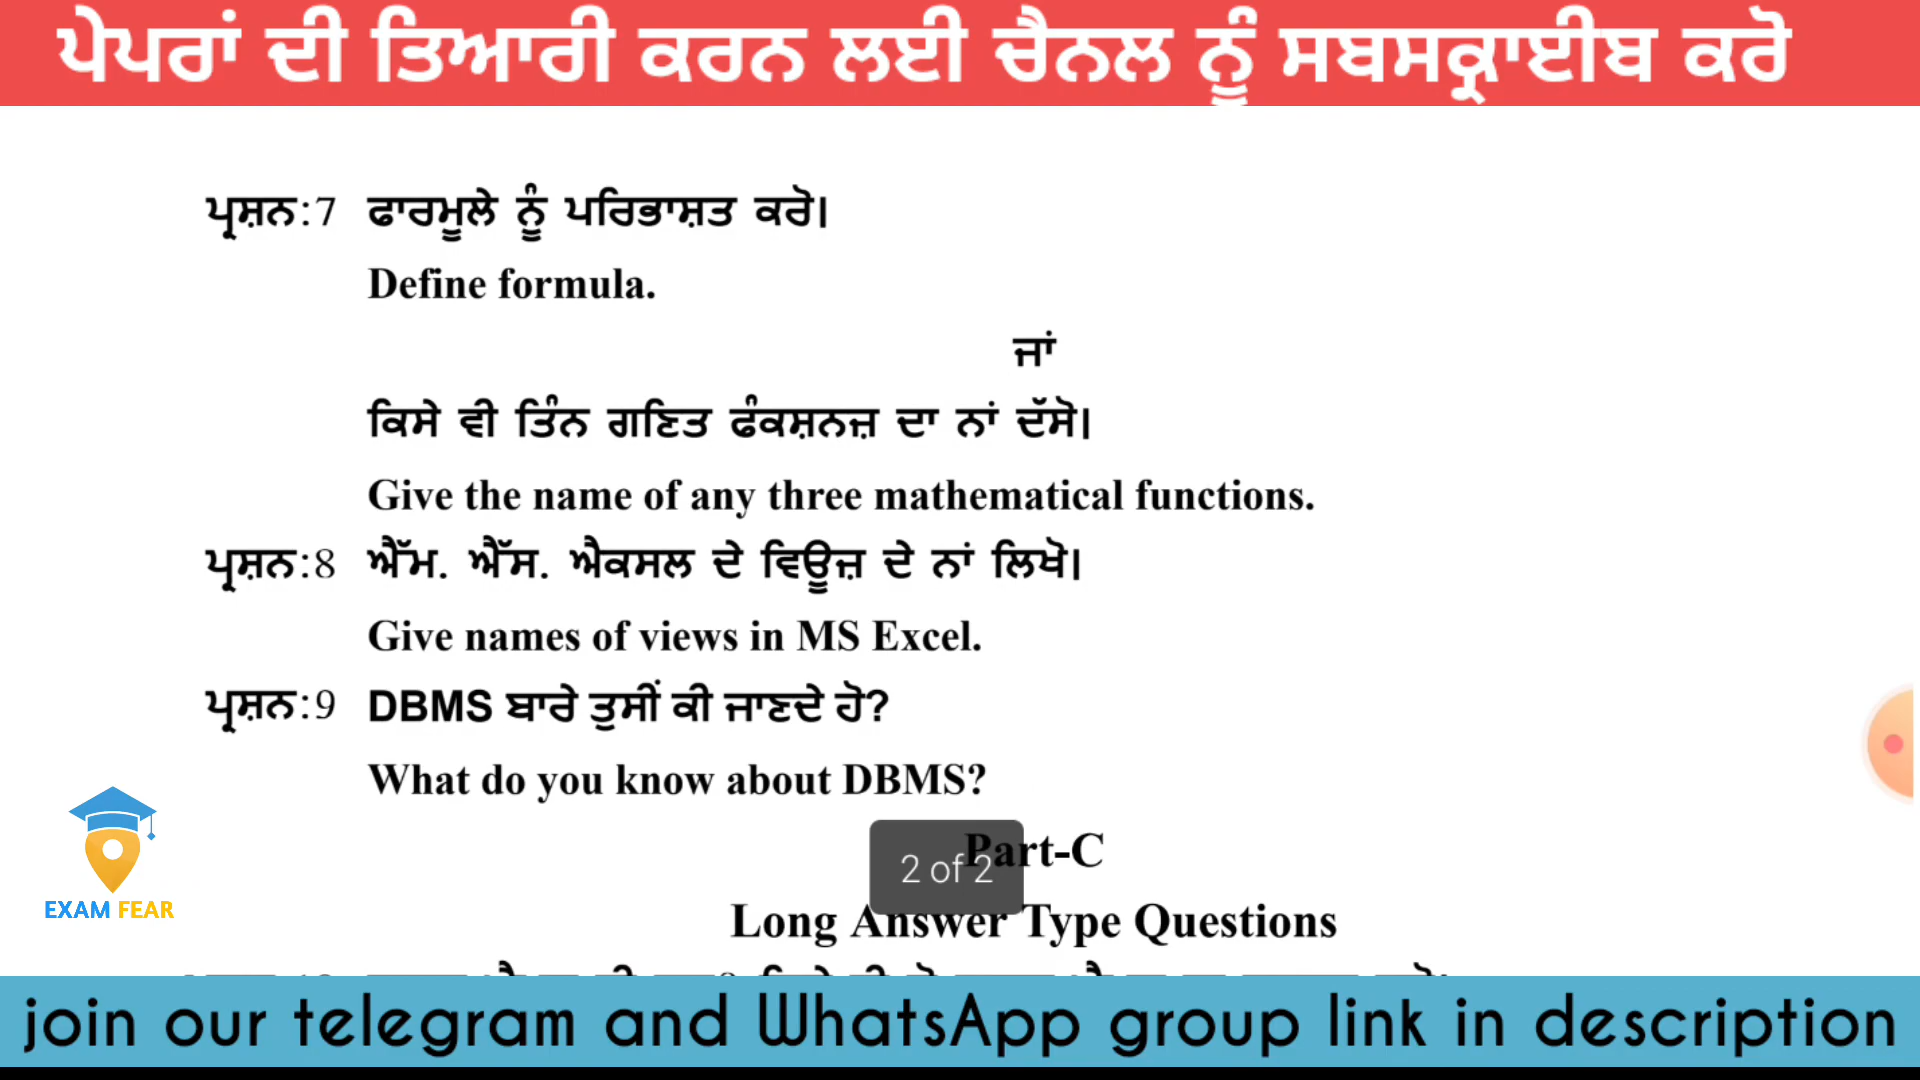 ਪੇਪਰਾਂ ਦੀ ਤਿਆਰੀ ਕਰਨ ਲਈ ਚੈਨਲ ਨੂੰ ਸਬਸਕ੍ਰਾਈਬ ਕਰੋ
ਪ੍ਰਸ਼ਨ:7 ਫਾਰਮੂਲੇ ਨੂੰ ਪਰਿਭਾਸ਼ਤ ਕਰੋ।
Define formula.
ਜਾਂ
ਕਿਸੇ ਵੀ ਤਿੰਨ ਗਣਿਤ ਫੰਕਸ਼ਨਜ਼ ਦਾ ਨਾਂ ਦੱਸੋ।
Give the name of any three mathematical functions.
ਪ੍ਰਸ਼ਨ:8 ਐੱਮ. ਐੱਸ. ਐਕਸਲ ਦੇ ਵਿਊਜ਼ ਦੇ ਨਾਂ ਲਿਖੋ।
Give names of views in MS Excel.
ਪ੍ਰਸ਼ਨ:9 DBMS ਬਾਰੇ ਤੁਸੀਂ ਕੀ ਜਾਣਦੇ ਹੋ?
What do you know about DBMS?
Part-C
2 of 2
Long Answer Type Questions
EXAM FEAR
join our telegram and WhatsApp group link in description